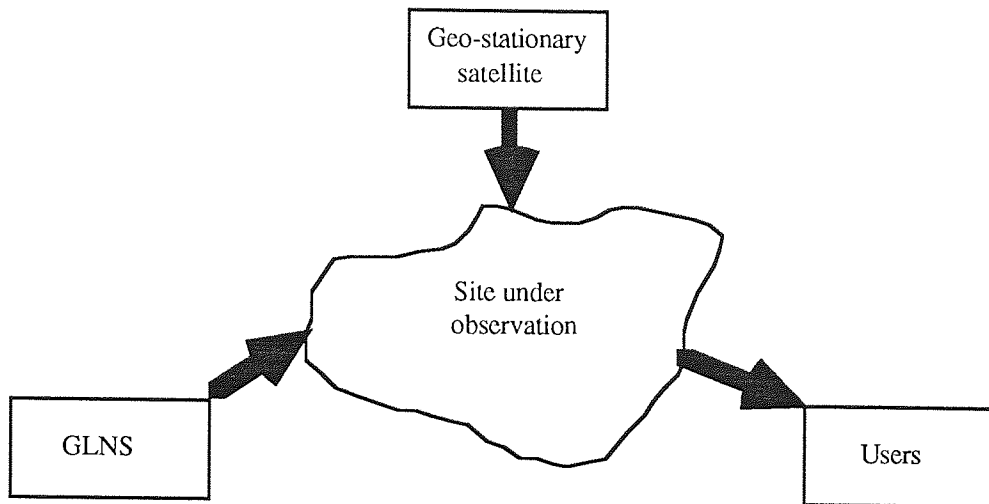 Geo-stationary
satellite
Site under
observation
GLNS
Users